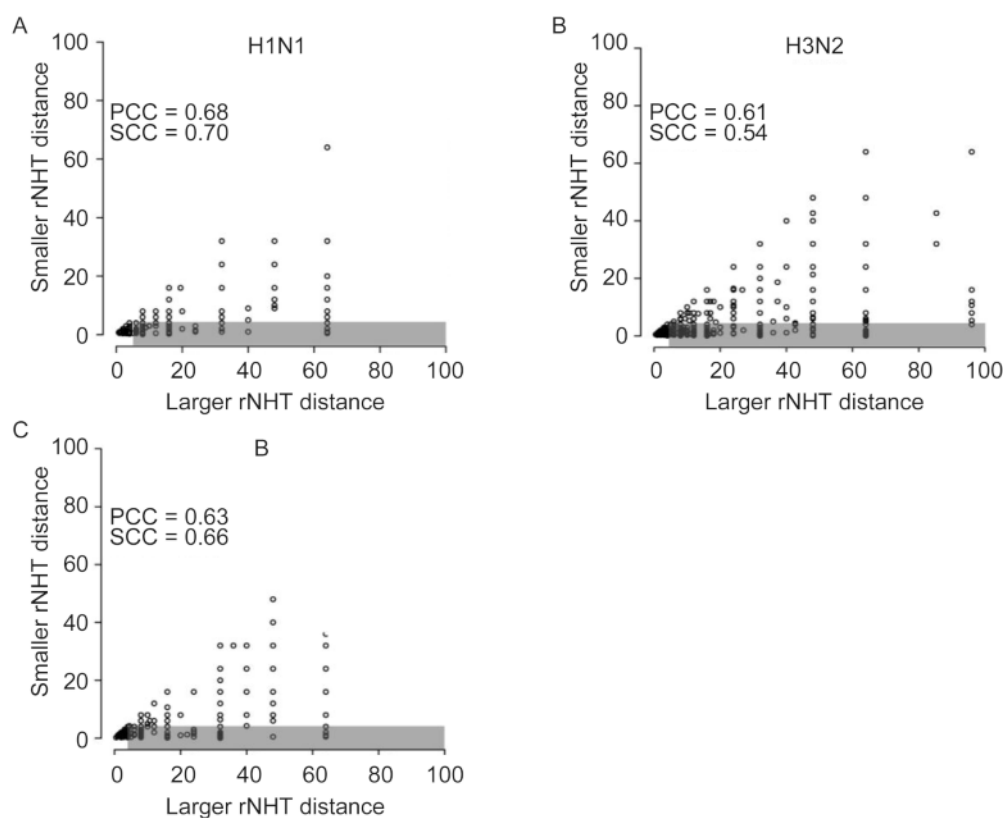 A
H1N1
PCC = 0.68
SCC = 0.70
Smaller rNHT distance
100
80
60
40
20
0
0 20 40 60 80 100
Larger rNHT distance
B
H3N2
PCC = 0.61
SCC = 0.54
Smaller rNHT distance
100
80
60
40
20
0
0 20 40 60 80 100
Larger rNHT distance
C
B
PCC = 0.63
SCC = 0.66
Smaller rNHT distance
100
80
60
40
20
0
0 20 40 60 80 100
Larger rNHT distance